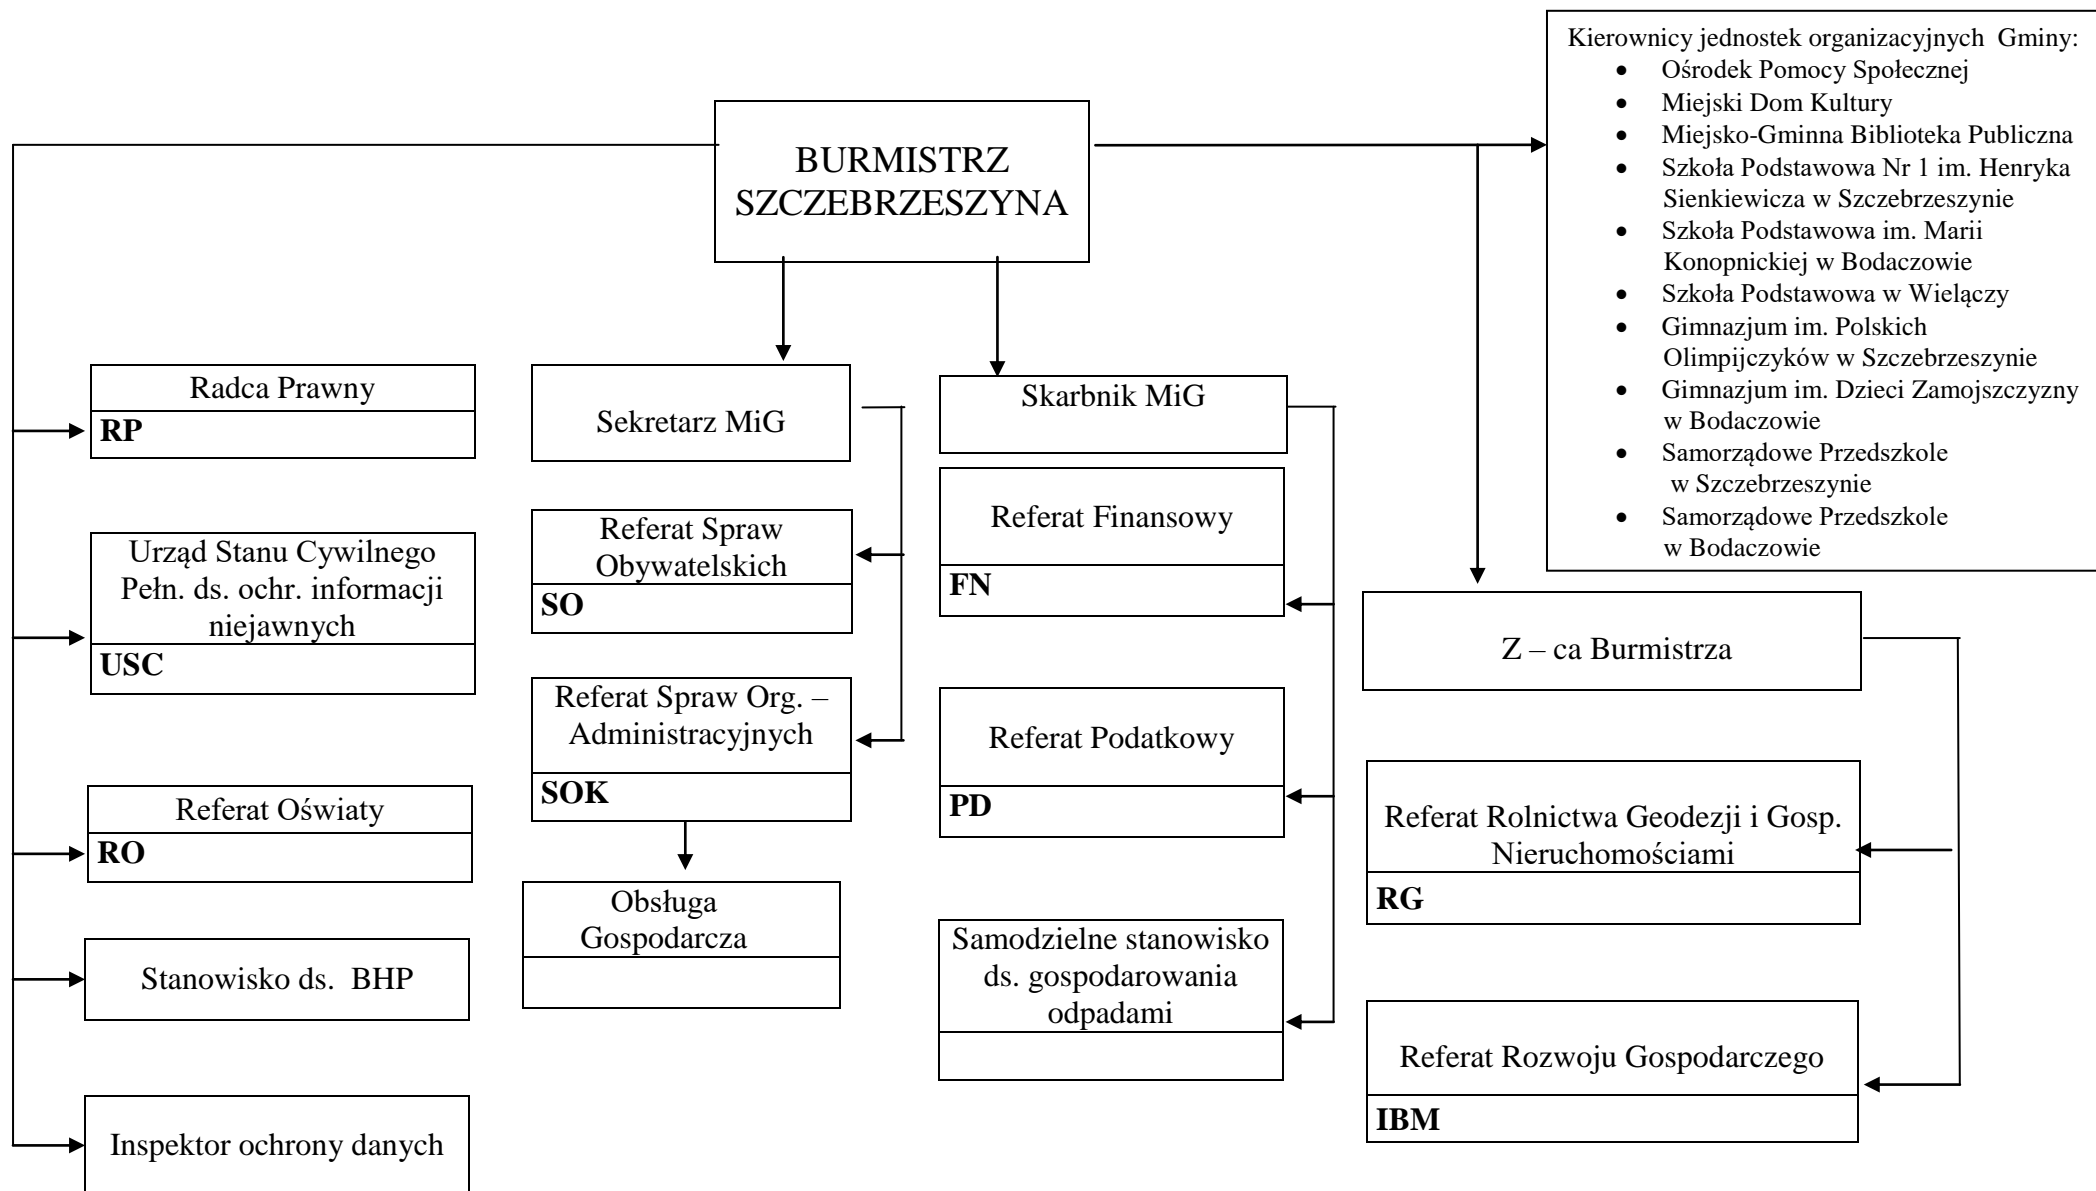 Kierownicy jednostek organizacyjnych Gminy:
• Ośrodek Pomocy Społecznej
• Miejski Dom Kultury
• Miejsko-Gminna Biblioteka Publiczna
• Szkoła Podstawowa Nr 1 im. Henryka
Sienkiewicza w Szczebrzeszynie
• Szkoła Podstawowa im. Marii
Konopnickiej w Bodaczowie
• Szkoła Podstawowa w Wielączy
• Gimnazjum im. Polskich
Olimpijczyków w Szczebrzeszynie
• Gimnazjum im. Dzieci Zamojszczyzny
w Bodaczowie
• Samorządowe Przedszkole
w Szczebrzeszynie
• Samorządowe Przedszkole
w Bodaczowie
BURMISTRZ
SZCZEBRZESZYNA
Radca Prawny
RP
Urząd Stanu Cywilnego
Pełn. ds. ochr. informacji
niejawnych
USC
Referat Oświaty
RO
Stanowisko ds. BHP
Inspektor ochrony danych
Sekretarz MiG
Referat Spraw
Obywatelskich
SO
Referat Spraw Org. –
Administracyjnych
SOK
Obsługa
Gospodarcza
Skarbnik MiG
Referat Finansowy
FN
Referat Podatkowy
PD
Samodzielne stanowisko
ds. gospodarowania
odpadami
Z – ca Burmistrza
Referat Rolnictwa Geodezji i Gosp.
Nieruchomościami
RG
Referat Rozwoju Gospodarczego
IBM